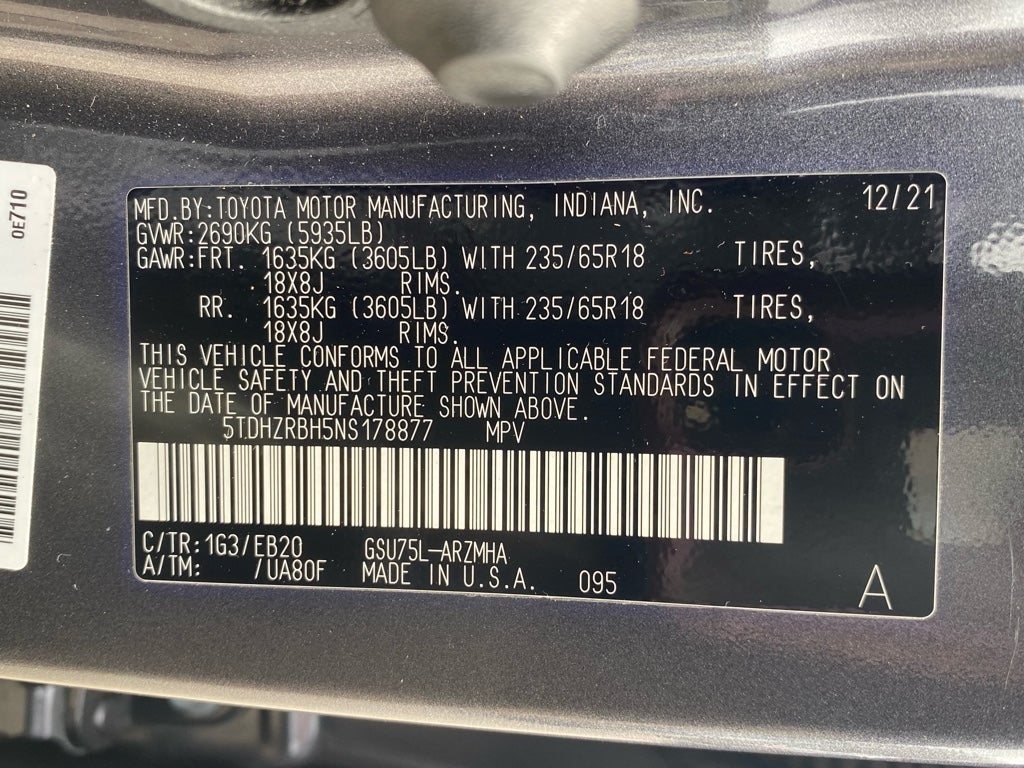 OE710
MFD.BY:TOYOTA MOTOR MANUFACTURING, INDIANA, INC. 12/21
GVWR:2690KG (5935LB)
GAWR:FRT. 1635KG (3605LB) WITH 235/65R18 TIRES,
18X8J RIMS.
RR. 1635KG (3605LB) WITH 235/65R18 TIRES,
18X8J RIMS.
THIS VEHICLE CONFORMS TO ALL APPLICABLE FEDERAL MOTOR
VEHICLE SAFETY AND THEFT PREVENTION STANDARDS IN EFFECT ON
THE DATE OF MANUFACTURE SHOWN ABOVE.
5TDHZRBH5NS178877 MPV
C/TR:1G3/EB20 GSU75L-ARZMHA
A/TM: /UA80F MADE IN U.S.A. 095 A